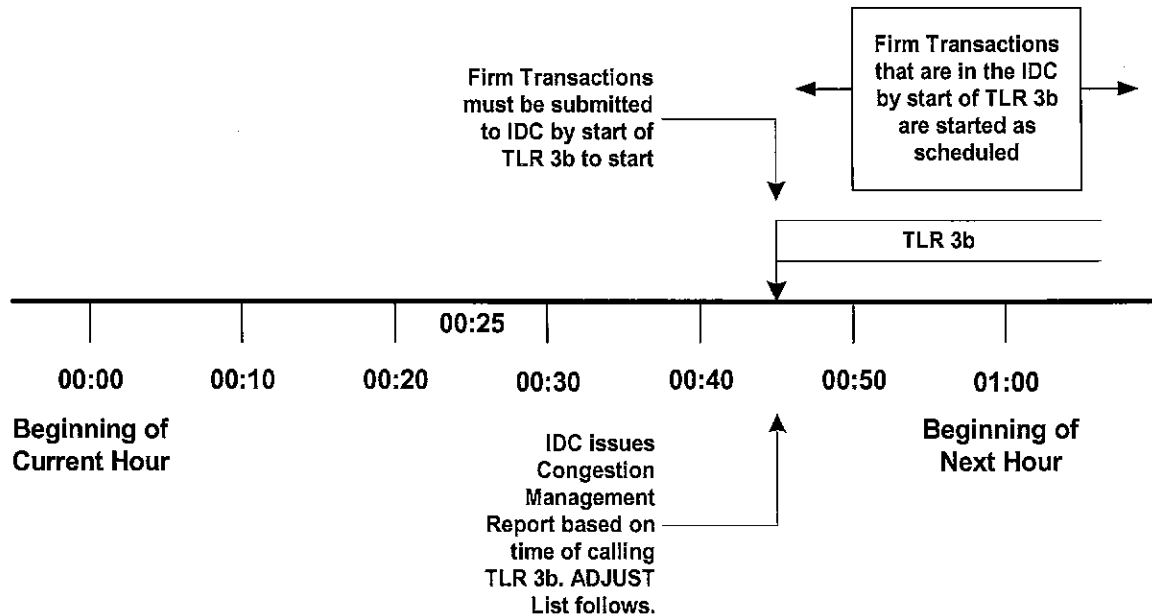 Firm Transactions
must be submitted
to IDC by start of
TLR 3b to start
Firm Transactions
that are in the IDC
by start of TLR 3b
are started as
scheduled
TLR 3b
00:25
00:00
00:10
00:20
00:30
00:40
00:50
01:00
Beginning of
Current Hour
Beginning of
Next Hour
IDC issues
Congestion
Management
Report based on
time of calling
TLR 3b. ADJUST
List follows.